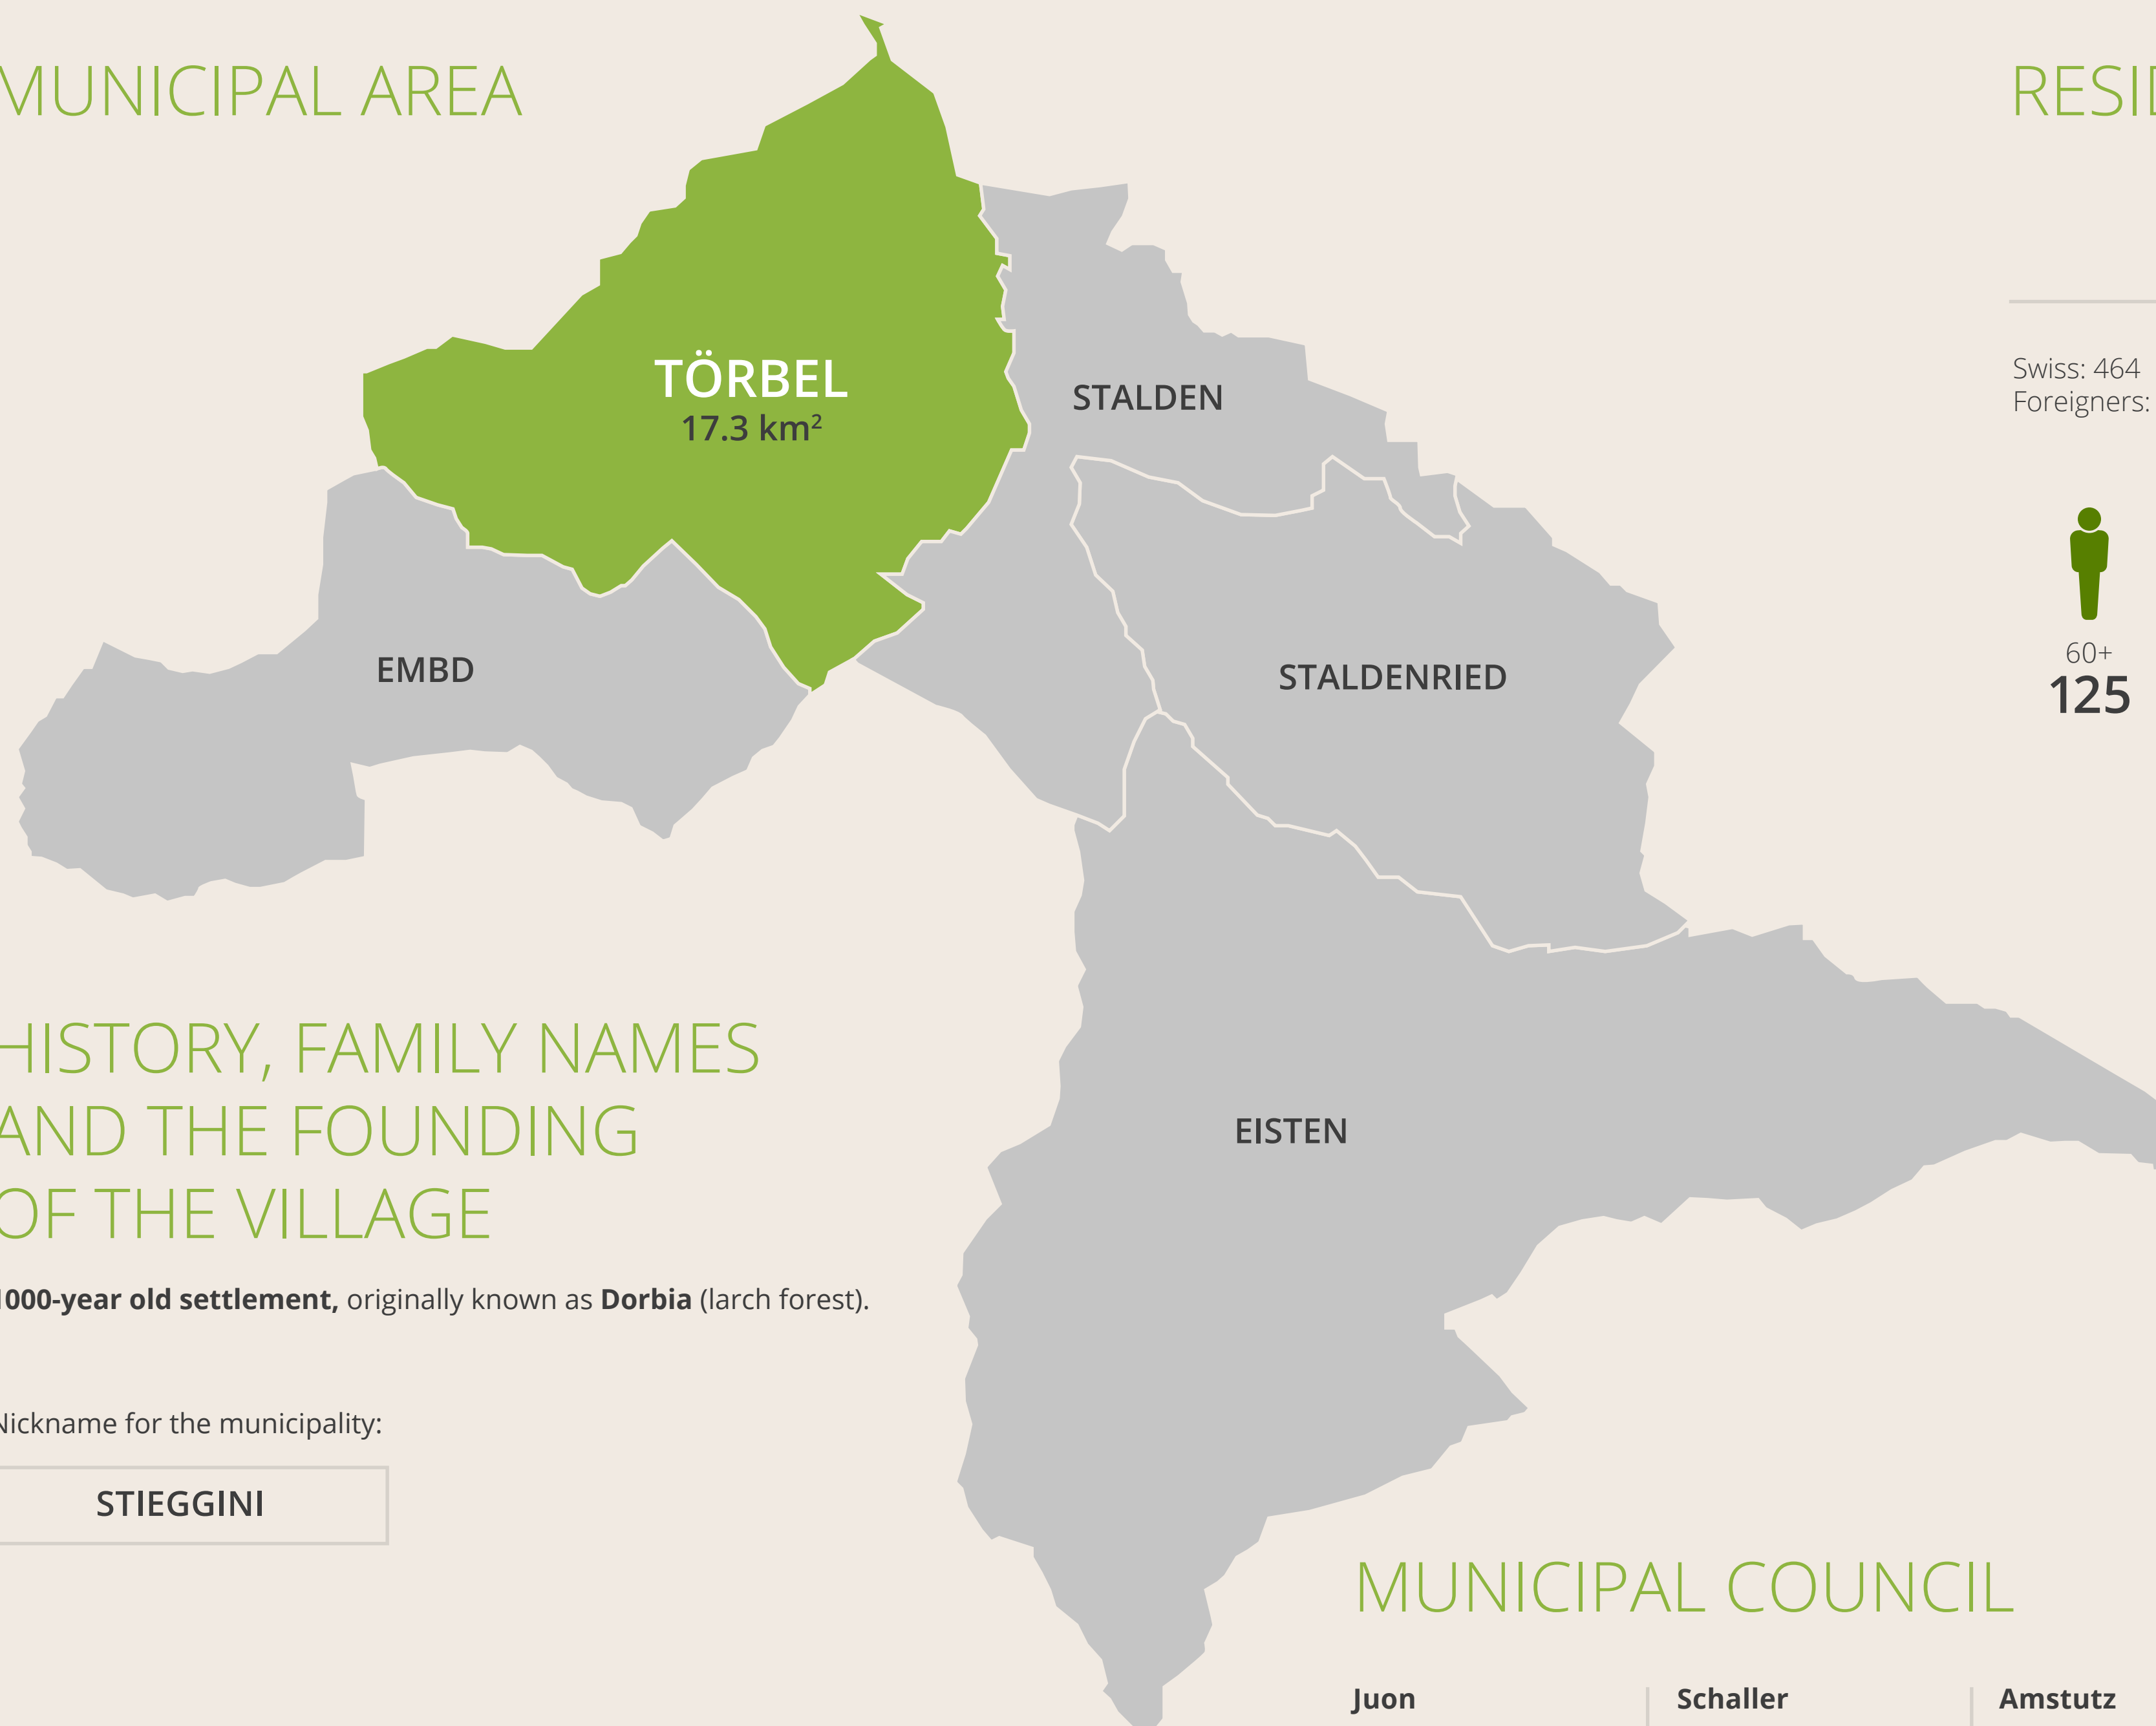 MUNICIPAL AREA
TÖRBEL
17.3 km²
STALDEN
EMBD
STALDENRIED
EISTEN
Swiss: 464
Foreigners:
60+
125
HISTORY, FAMILY NAMES
AND THE FOUNDING
OF THE VILLAGE
1000-year old settlement, originally known as Dorbia (larch forest).
Nickname for the municipality:
STIEGGINI
MUNICIPAL COUNCIL
Juon
Schaller
Amstutz